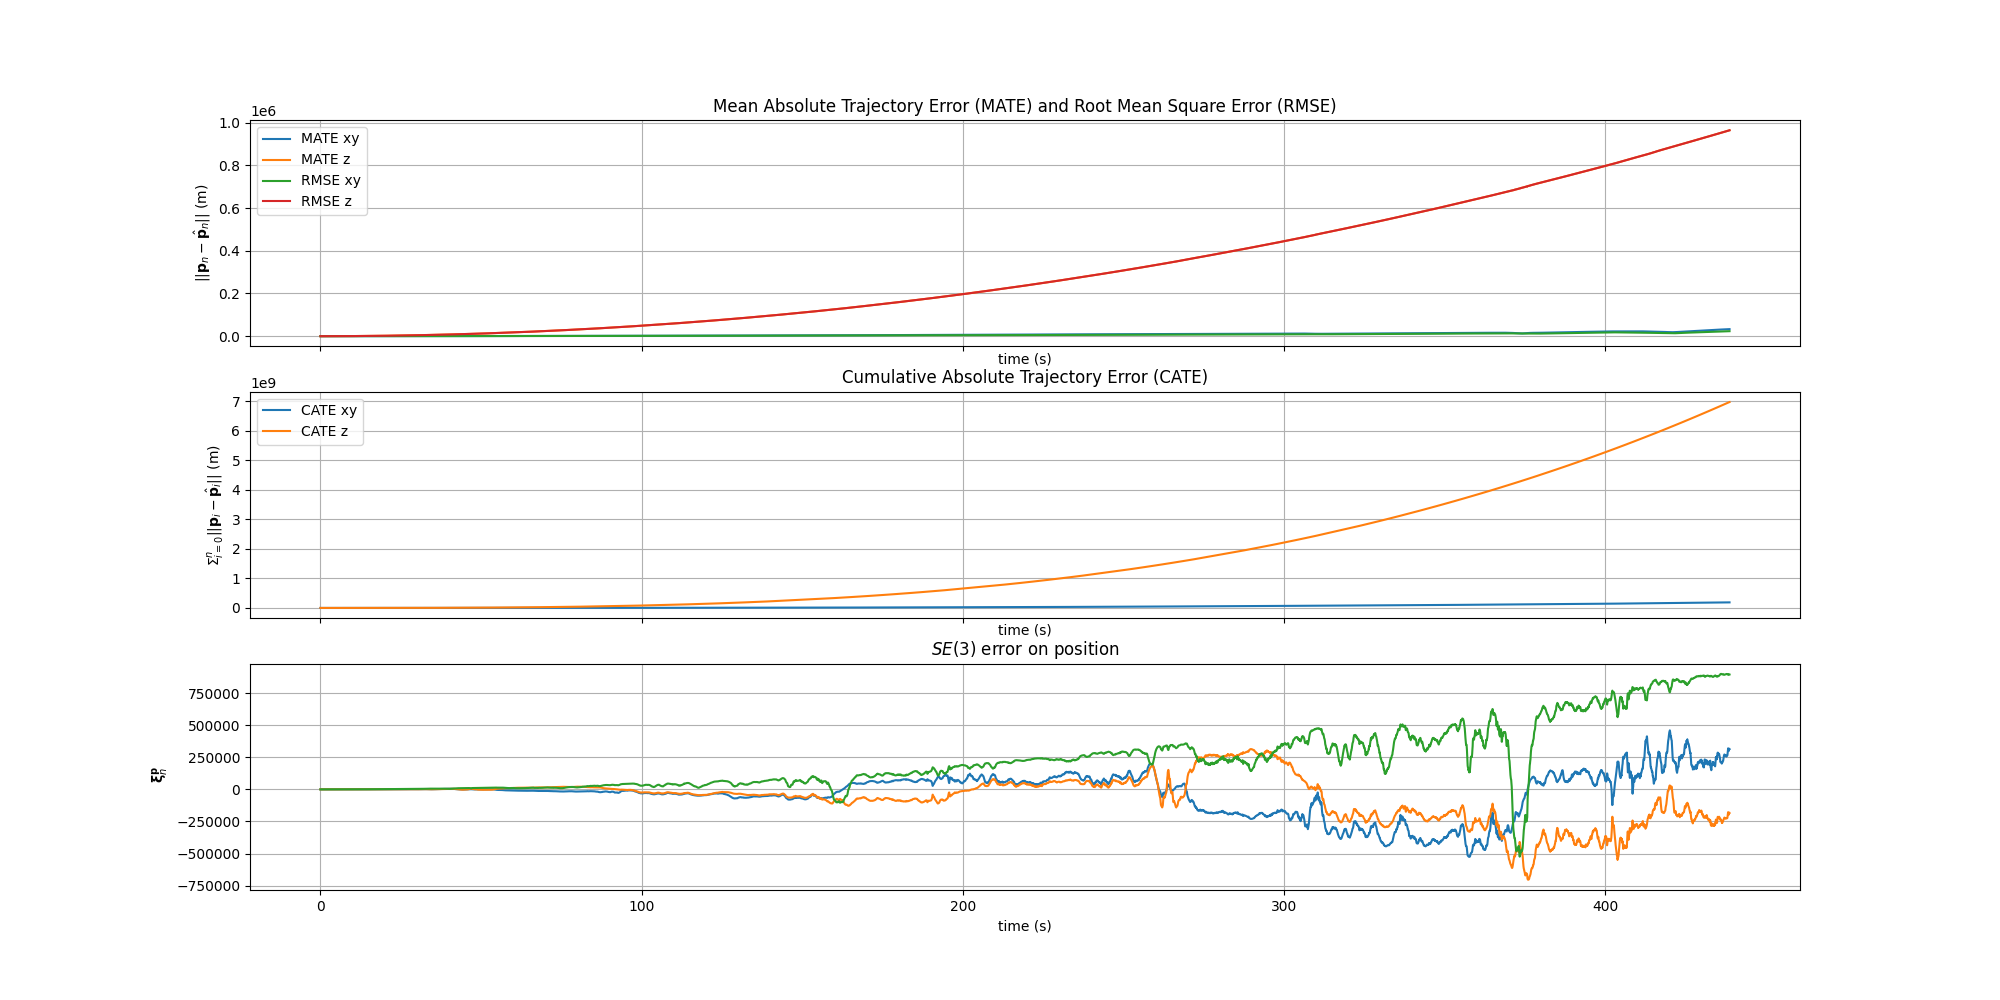 Mean Absolute Trajectory Error (MATE) and Root Mean Square Error (RMSE)
1e6
1.0
0.8
0.6
0.4
0.2
0.0
||𝐩ₙ − 𝐩̂ₙ|| (m)
MATE xy
MATE z
RMSE xy
RMSE z
time (s)
Cumulative Absolute Trajectory Error (CATE)
1e9
7
6
5
4
3
2
1
0
Σⁿᵢ₌₀||𝐩ᵢ − 𝐩̂ᵢ|| (m)
CATE xy
CATE z
time (s)
SE(3) error on position
750000
500000
250000
0
−250000
−500000
−750000
𝛏ₙᵖ
0 100 200 300 400
time (s)